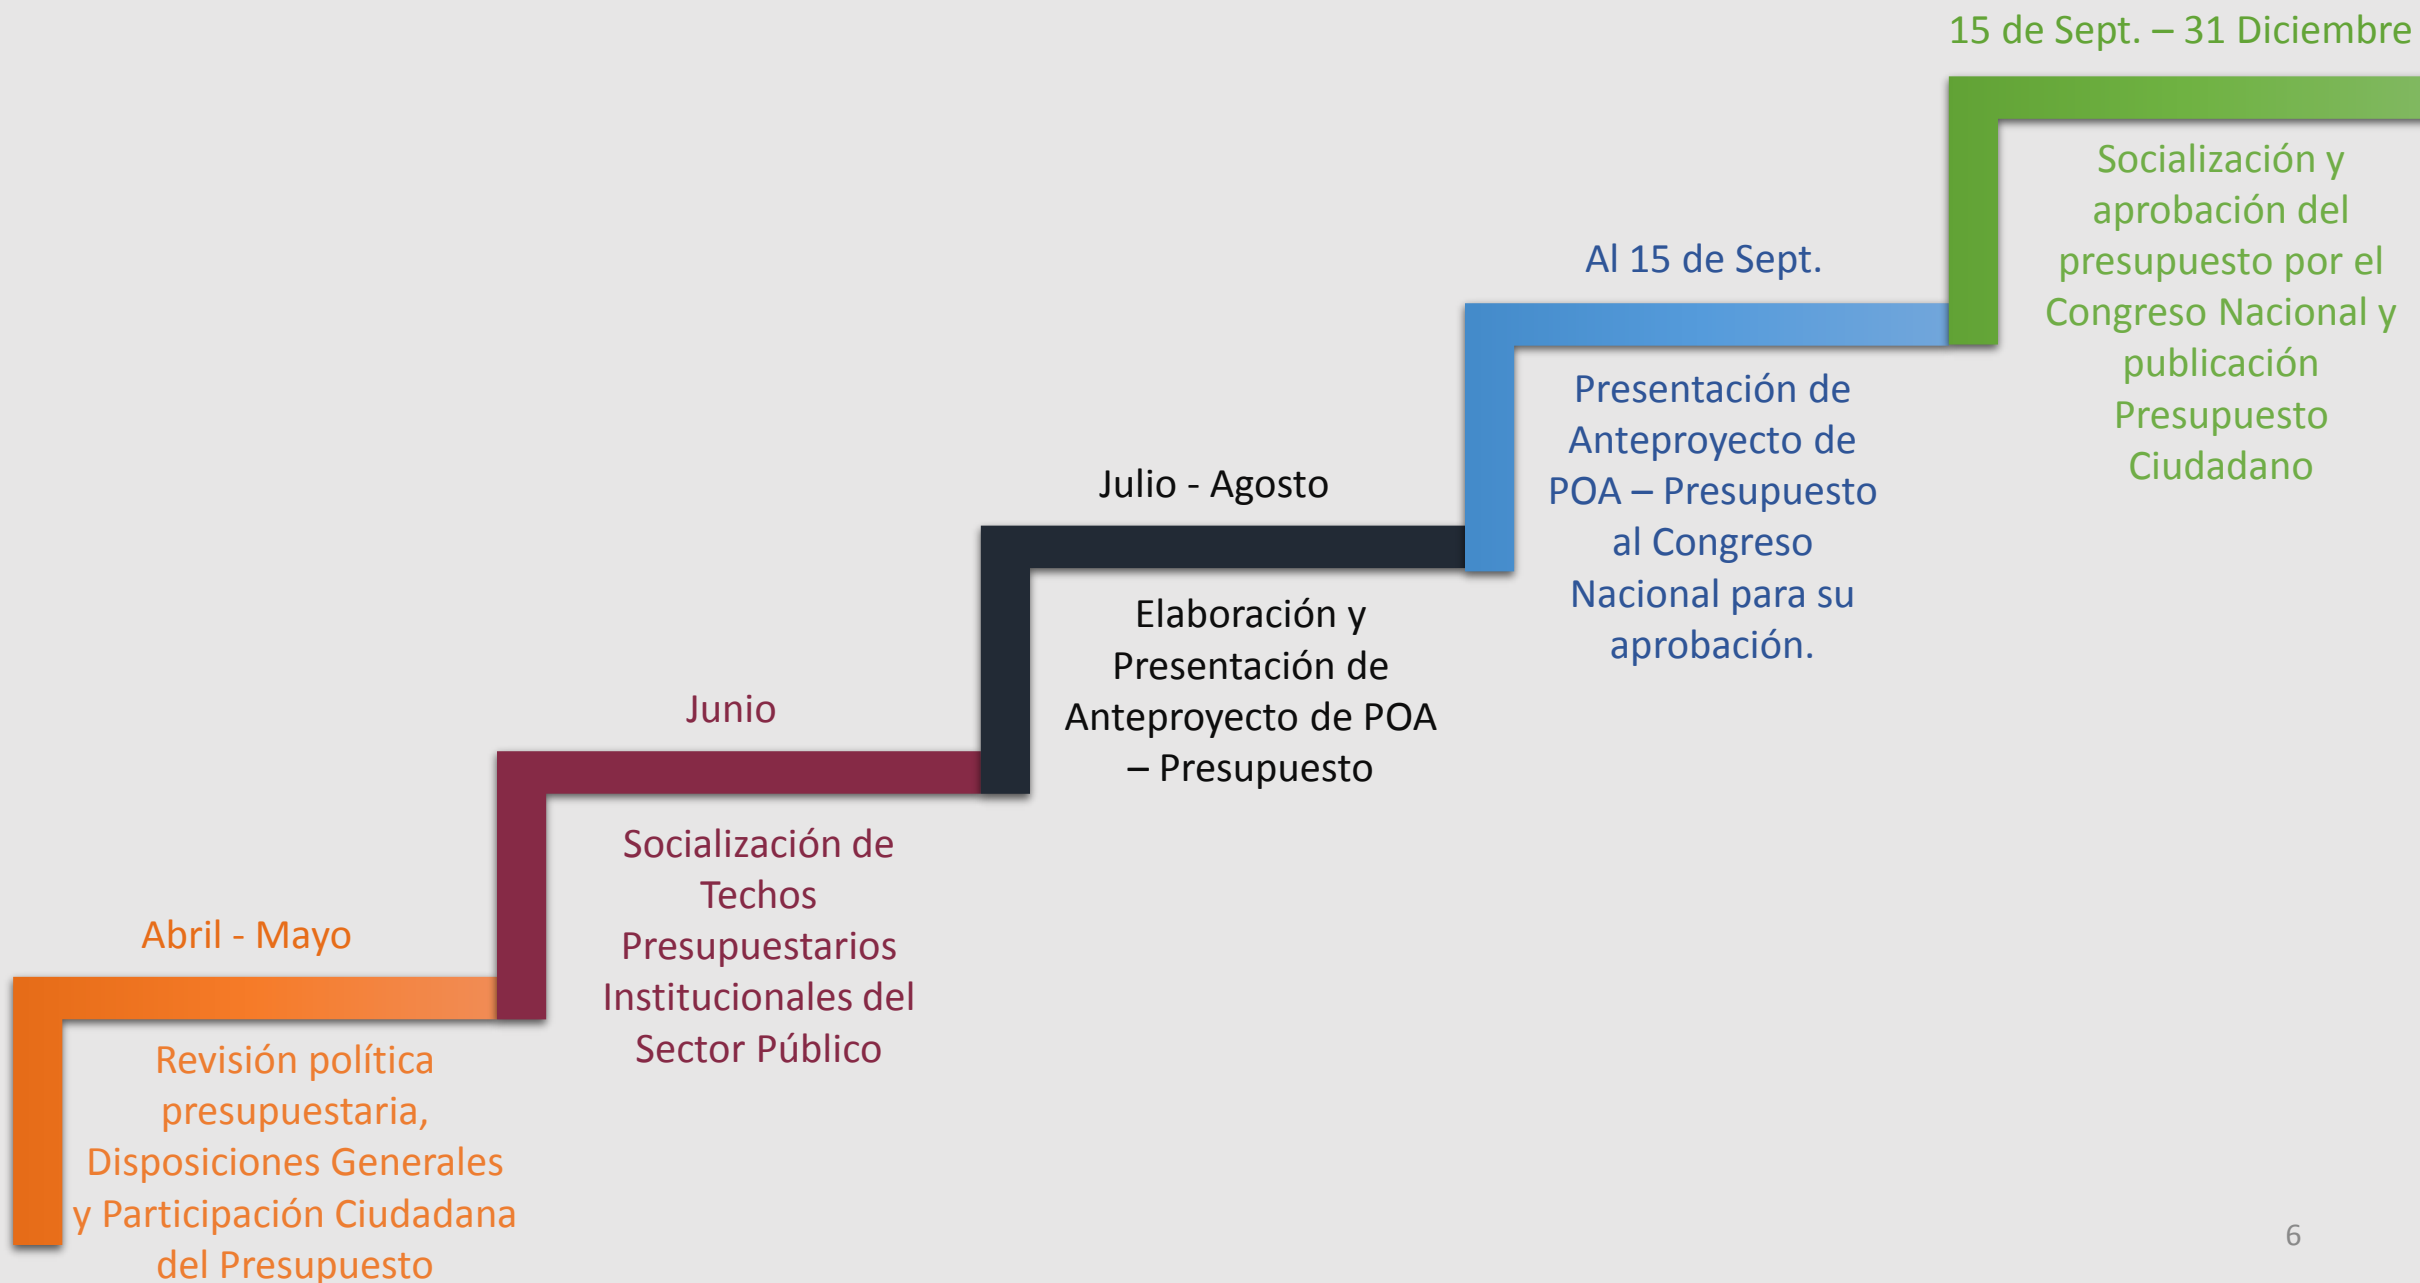 Abril - Mayo
Revisión política
presupuestaria,
Disposiciones Generales
y Participación Ciudadana
del Presupuesto
Junio
Socialización de
Techos
Presupuestarios
Institucionales del
Sector Público
Julio - Agosto
Elaboración y
Presentación de
Anteproyecto de POA
– Presupuesto
Al 15 de Sept.
Presentación de
Anteproyecto de
POA – Presupuesto
al Congreso
Nacional para su
aprobación.
15 de Sept. – 31 Diciembre
Socialización y
aprobación del
presupuesto por el
Congreso Nacional y
publicación
Presupuesto
Ciudadano
6